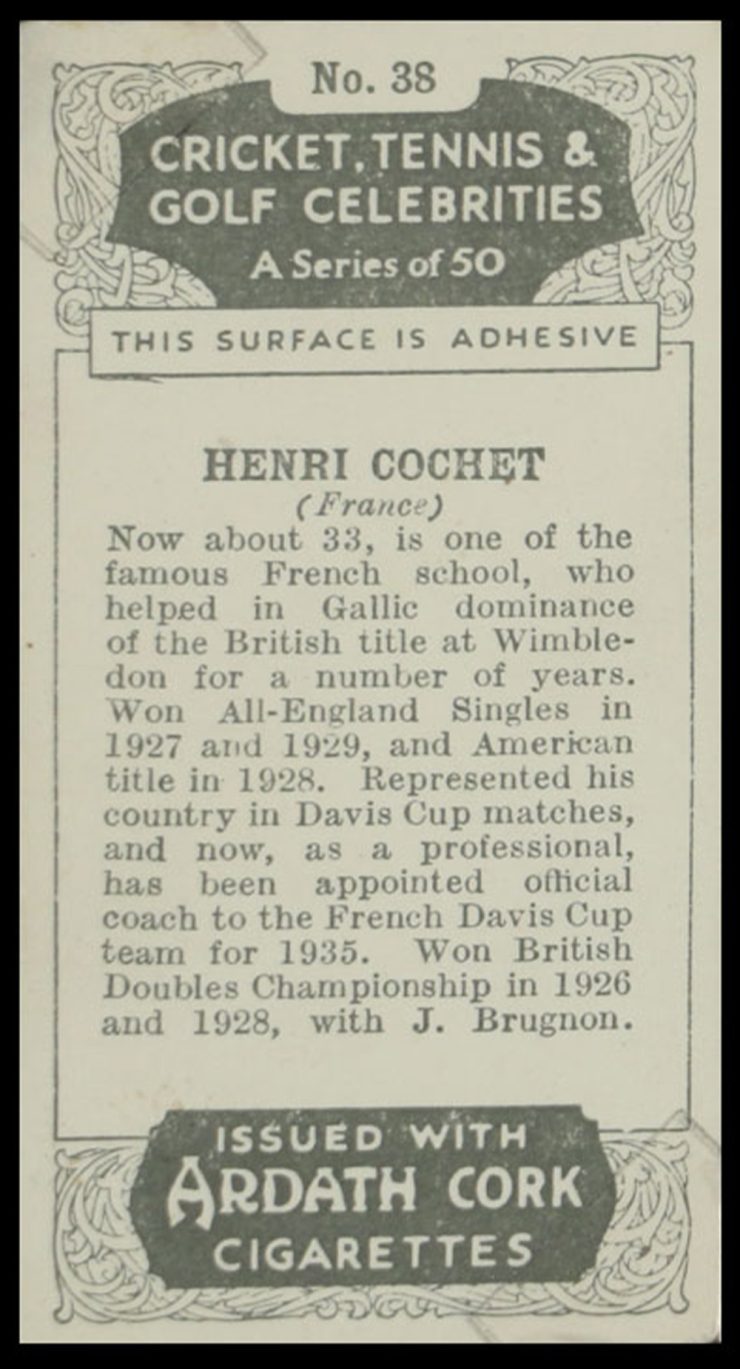 No. 38
CRICKET, TENNIS &
GOLF CELEBRITIES
A Series of 50
THIS SURFACE IS ADHESIVE
HENRI COCHET
(France)
Now about 33, is one of the
famous French school, who
helped in Gallic dominance
of the British title at Wimble-
don for a number of years.
Won All-England Singles in
1927 and 1929, and American
title in 1928. Represented his
country in Davis Cup matches,
and now, as a professional,
has been appointed official
coach to the French Davis Cup
team for 1935. Won British
Doubles Championship in 1926
and 1928, with J. Brugnon.
ISSUED WITH
ARDATH CORK
CIGARETTES